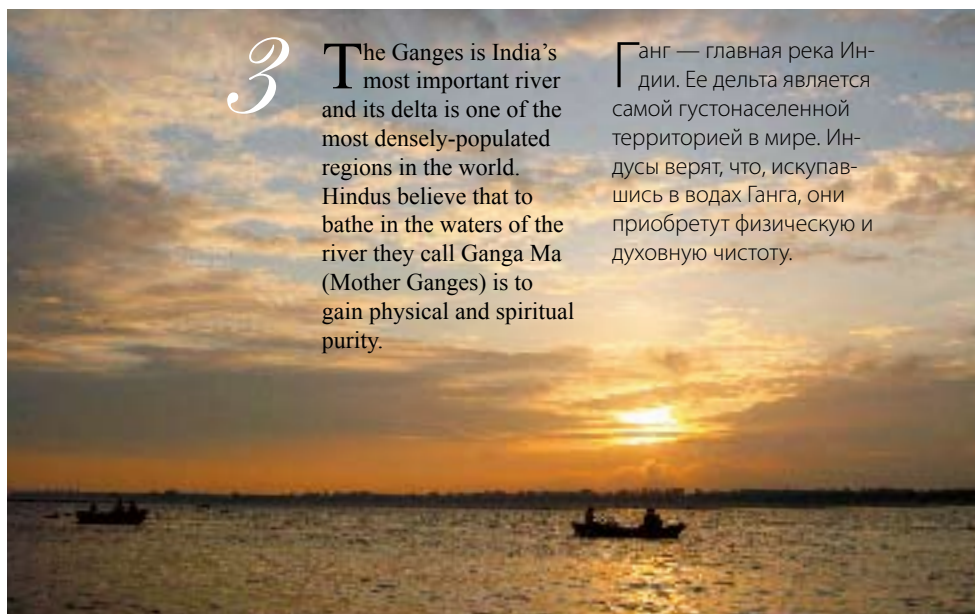 3
The Ganges is India’s
most important river
and its delta is one of the
most densely-populated
regions in the world.
Hindus believe that to
bathe in the waters of the
river they call Ganga Ma
(Mother Ganges) is to
gain physical and spiritual
purity.
Ганг — главная река Ин-
дии. Ее дельта является
самой густонаселенной
территорией в мире. Ин-
дусы верят, что, искупав-
шись в водах Ганга, они
приобретут физическую и
духовную чистоту.